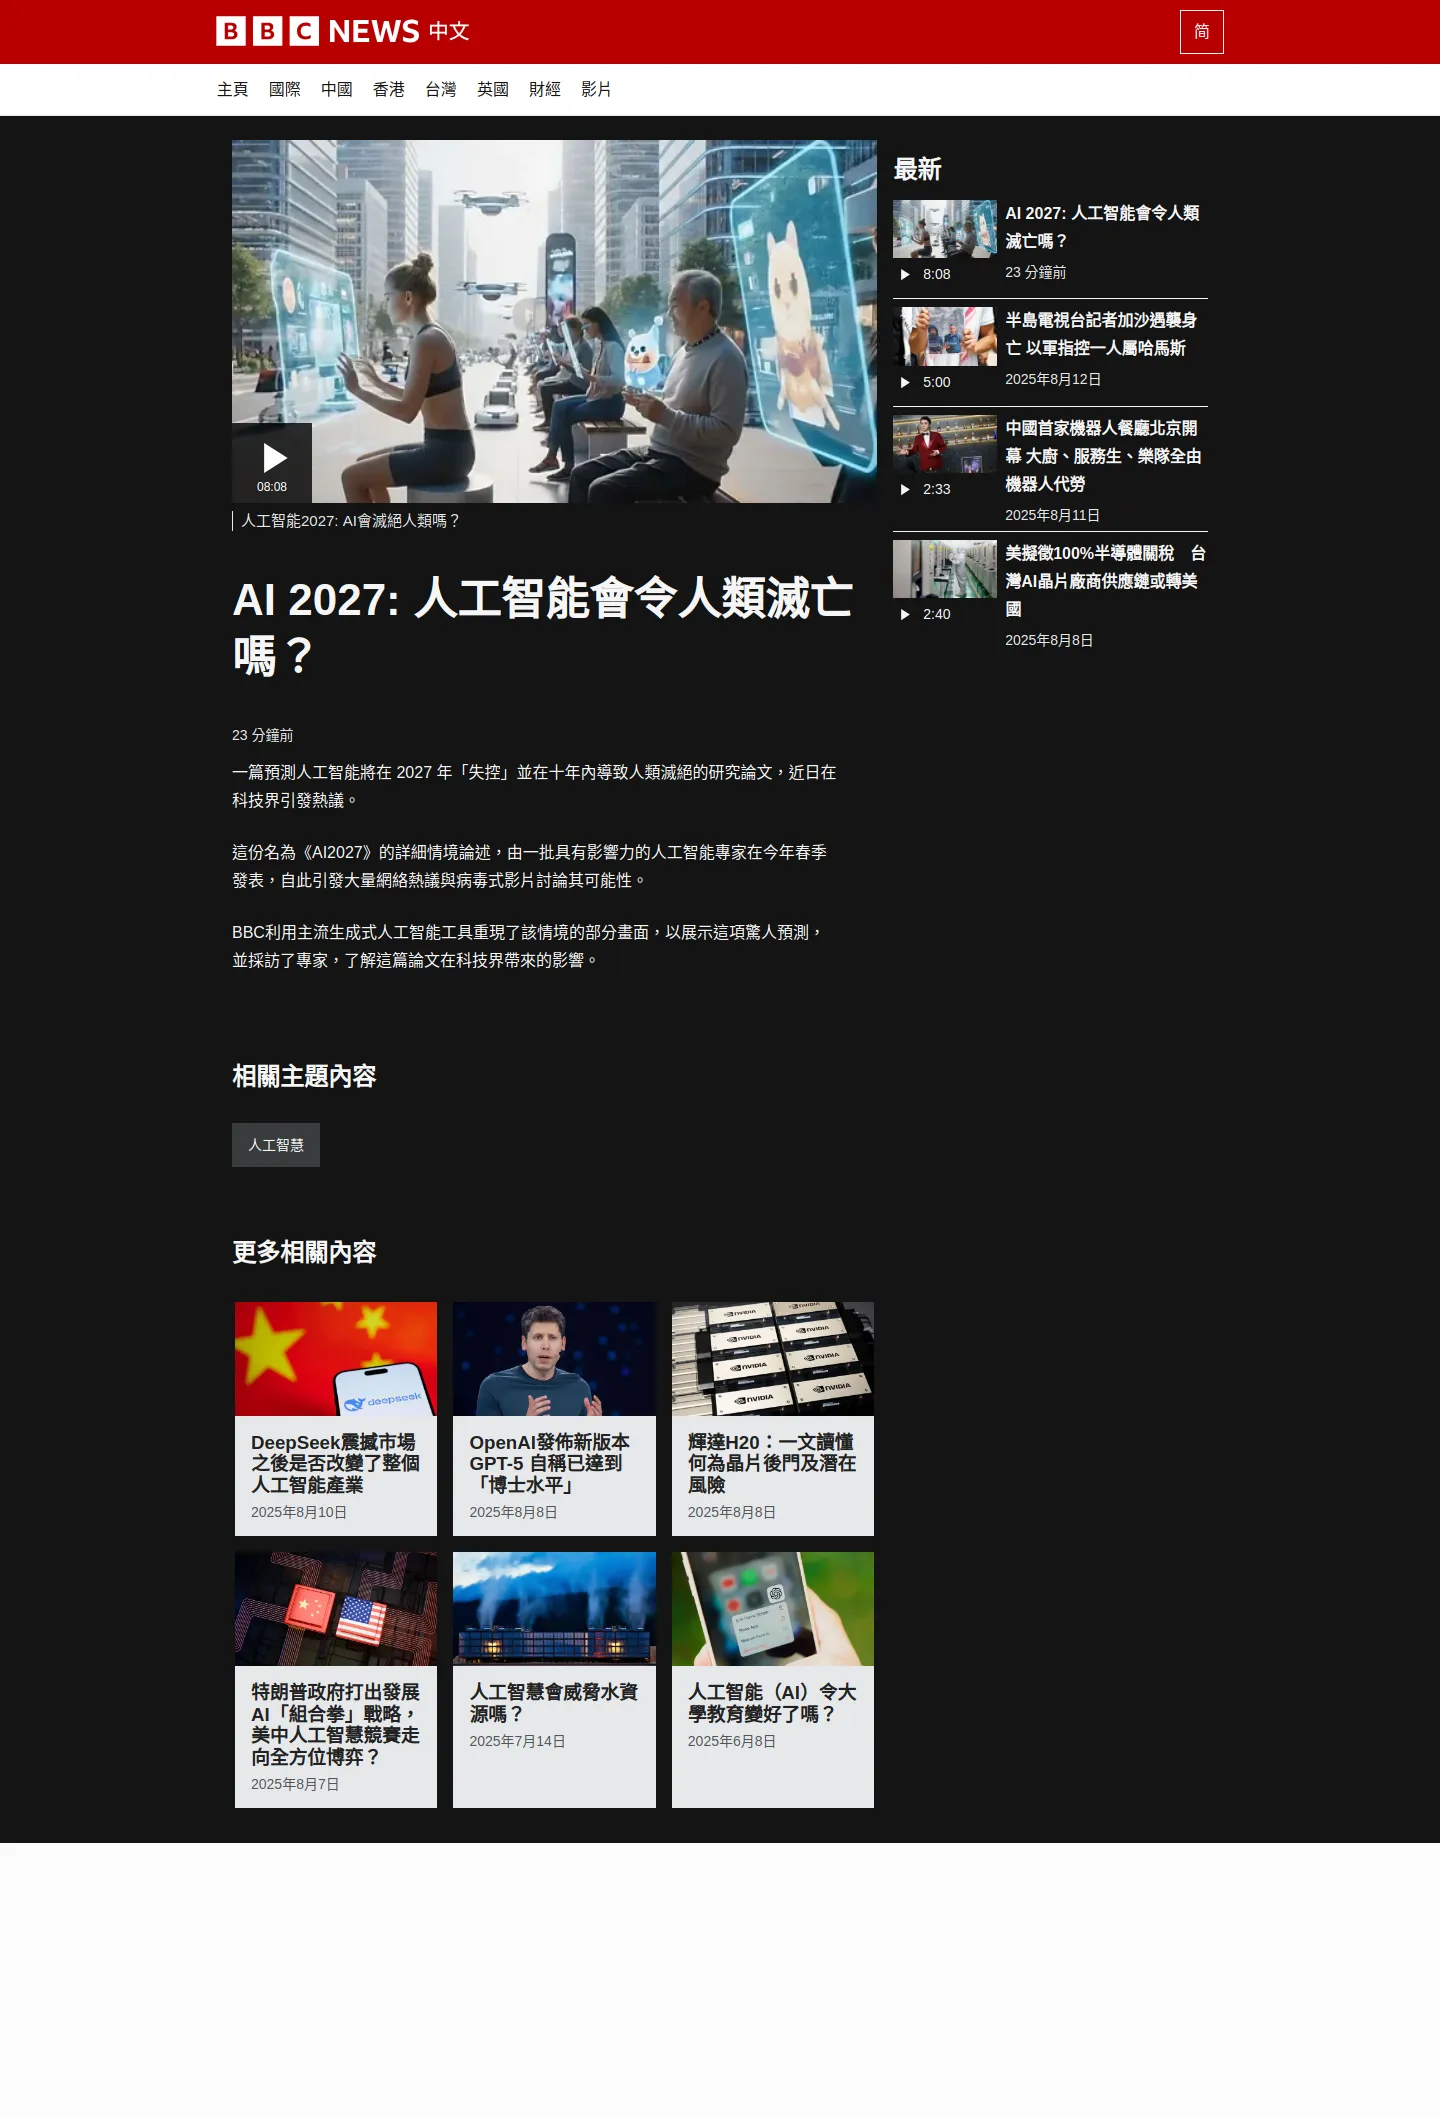 BBC NEWS 中文
简
主頁 國際 中國 香港 台灣 英國 財經 影片
08:08
人工智能2027: AI會滅絕人類嗎？
AI 2027: 人工智能會令人類滅亡
嗎？
23 分鐘前
一篇預測人工智能將在 2027 年「失控」並在十年內導致人類滅絕的研究論文，近日在
科技界引發熱議。
這份名為《AI2027》的詳細情境論述，由一批具有影響力的人工智能專家在今年春季
發表，自此引發大量網絡熱議與病毒式影片討論其可能性。
BBC利用主流生成式人工智能工具重現了該情境的部分畫面，以展示這項驚人預測，
並採訪了專家，了解這篇論文在科技界帶來的影響。
最新
AI 2027: 人工智能會令人類
滅亡嗎？
8:08
23 分鐘前
半島電視台記者加沙遇襲身
亡 以軍指控一人屬哈馬斯
5:00
2025年8月12日
中國首家機器人餐廳北京開
幕 大廚、服務生、樂隊全由
機器人代勞
2:33
2025年8月11日
美擬徵100%半導體關稅　台
灣AI晶片廠商供應鏈或轉美
國
2:40
2025年8月8日
相關主題內容
人工智慧
更多相關內容
deepseek
DeepSeek震撼市場
之後是否改變了整個
人工智能產業
2025年8月10日
OpenAI發佈新版本
GPT-5 自稱已達到
「博士水平」
2025年8月8日
NVIDIA
NVIDIA
NVIDIA
NVIDIA
NVIDIA
NVIDIA
NVIDIA
NVIDIA
輝達H20：一文讀懂
何為晶片後門及潛在
風險
2025年8月8日
特朗普政府打出發展
AI「組合拳」戰略，
美中人工智慧競賽走
向全方位博弈？
2025年8月7日
人工智慧會威脅水資
源嗎？
2025年7月14日
人工智能（AI）令大
學教育變好了嗎？
2025年6月8日